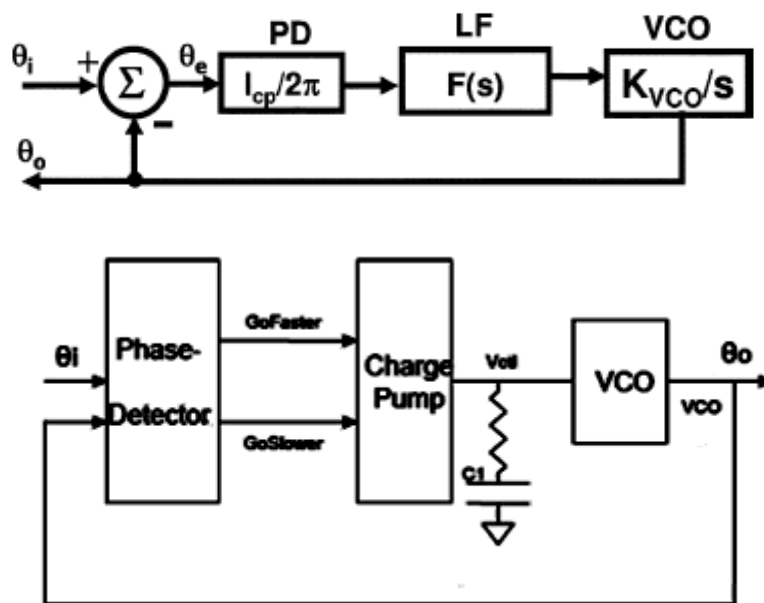 PD LF VCO
θi + Σ θe Icp/2π F(s) KVCO/s
-
θo
GoFaster
θi Phase- Charge Vctl VCO θo
Detector Pump VCO
GoSlower
C1